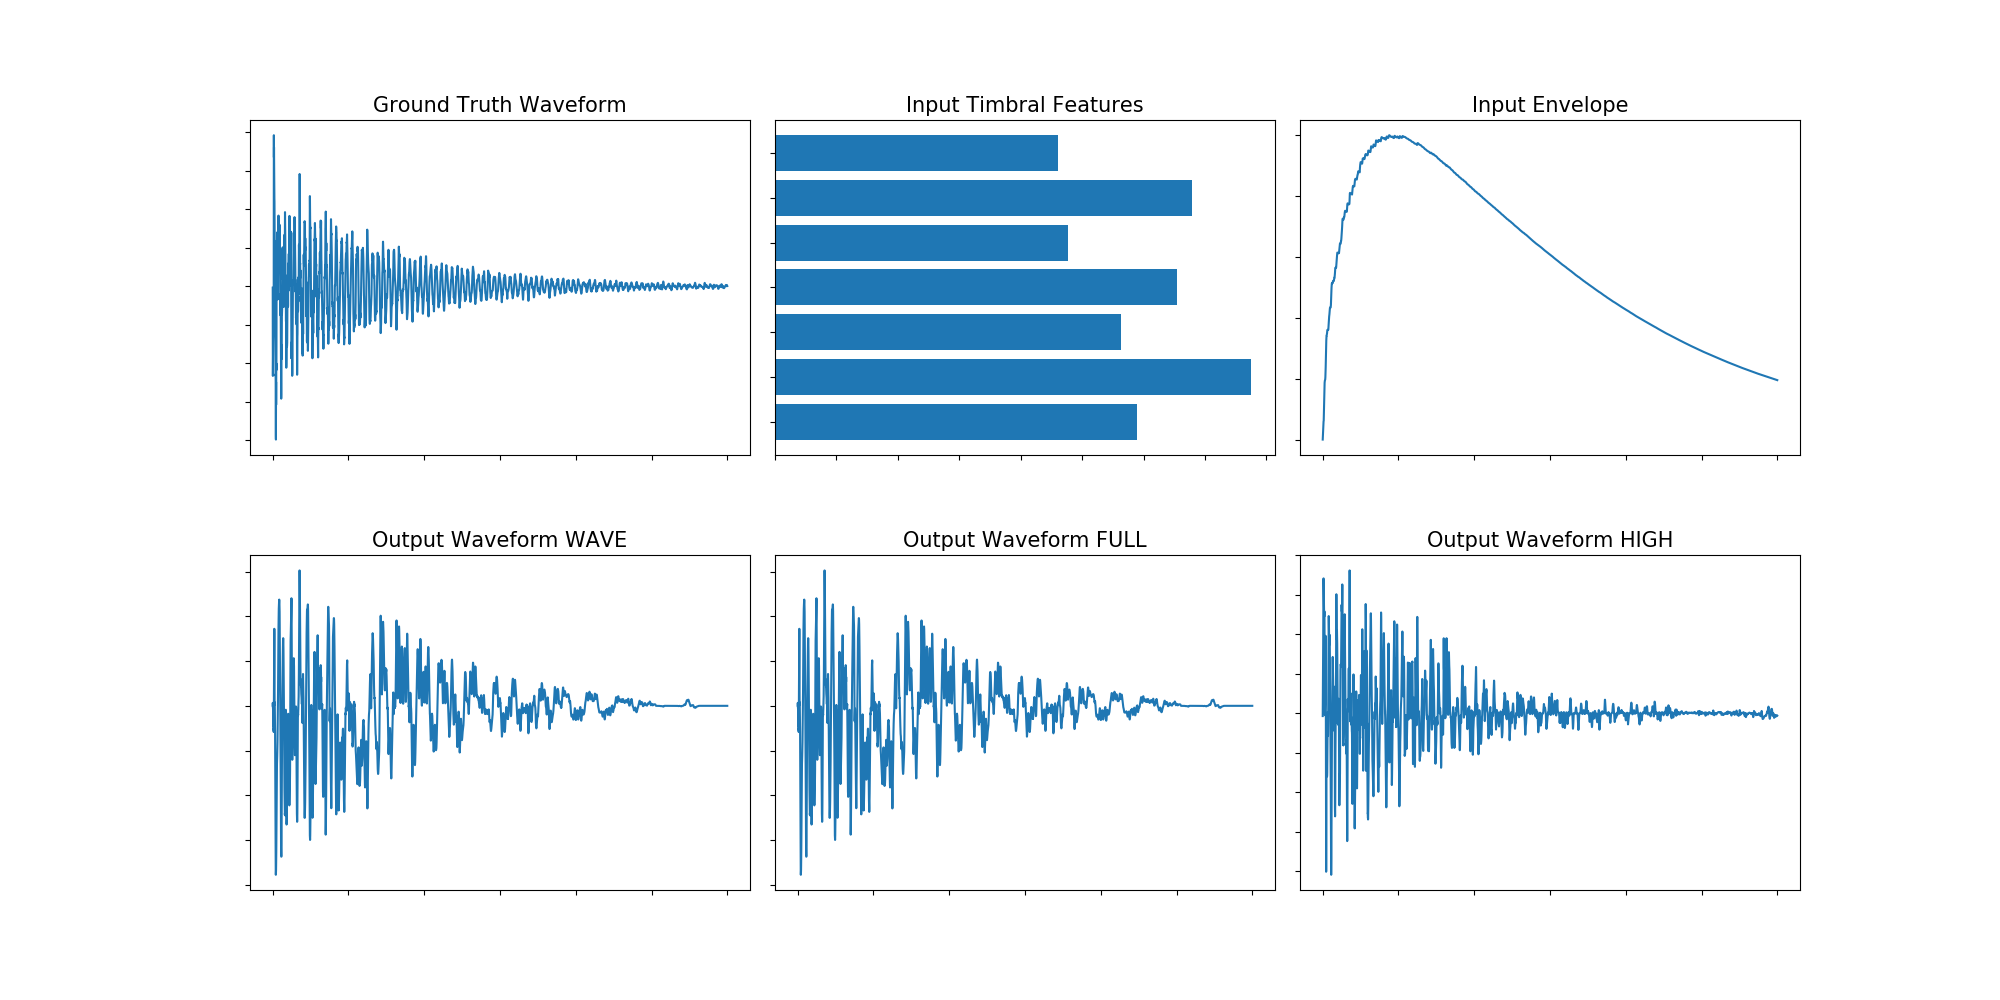 Ground Truth Waveform
Input Timbral Features
Input Envelope
Output Waveform WAVE
Output Waveform FULL
Output Waveform HIGH